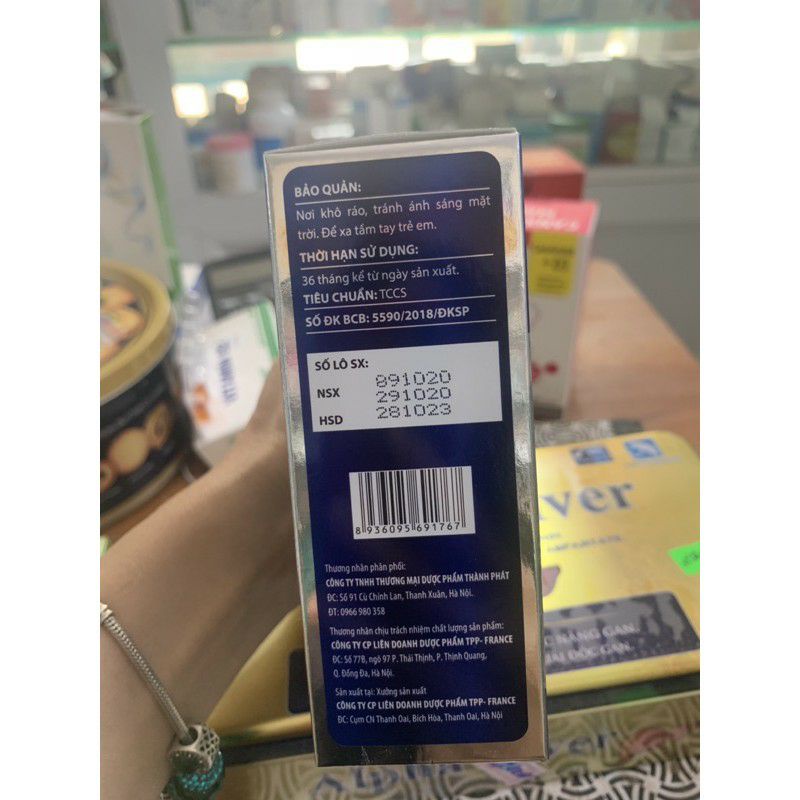 BẢO QUẢN:
Nơi khô ráo, tránh ánh sáng mặt
trời. Để xa tầm tay trẻ em.
THỜI HẠN SỬ DỤNG:
36 tháng kể từ ngày sản xuất.
TIÊU CHUẨN: TCCS
SỐ ĐK BCB: 5590/2018/ĐKSP
SỐ LÔ SX: 891020
NSX 291020
HSD 281023
8 936095 691767
Thương nhân phân phối:
CÔNG TY TNHH THƯƠNG MẠI DƯỢC PHẨM THÀNH PHÁT
ĐC: Số 91 Cù Chính Lan, Thanh Xuân, Hà Nội.
ĐT: 0966 980 358
Thương nhân chịu trách nhiệm chất lượng sản phẩm:
CÔNG TY CP LIÊN DOANH DƯỢC PHẨM TPP- FRANCE
ĐC: Số 77B, ngõ 97 P. Thái Thịnh, P. Thịnh Quang,
Q. Đống Đa, Hà Nội.
Sản xuất tại: Xưởng sản xuất
CÔNG TY CP LIÊN DOANH DƯỢC PHẨM TPP- FRANCE
ĐC: Cụm CN Thanh Oai, Bích Hòa, Thanh Oai, Hà Nội